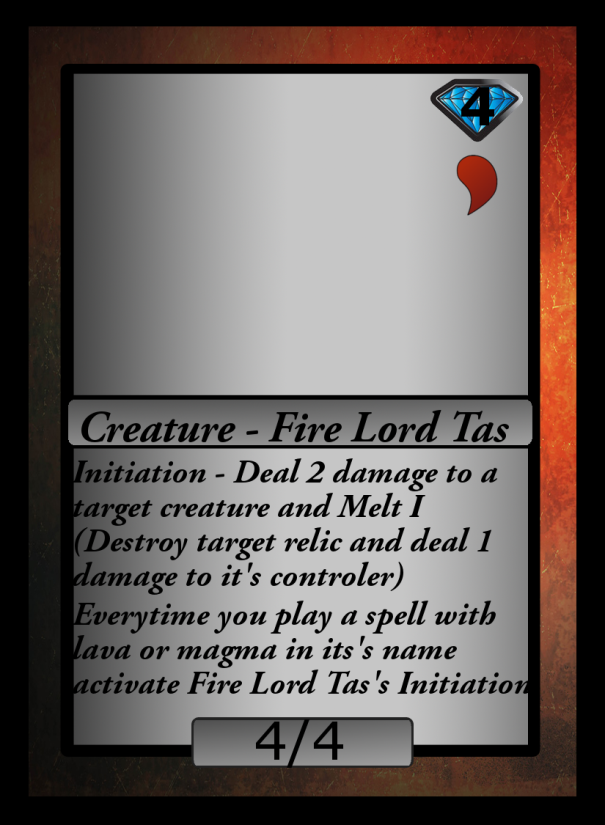 4
Creature - Fire Lord Tas
Initiation - Deal 2 damage to a
target creature and Melt I
(Destroy target relic and deal 1
damage to it's controler)
Everytime you play a spell with
lava or magma in its's name
activate Fire Lord Tas's Initiation
4/4